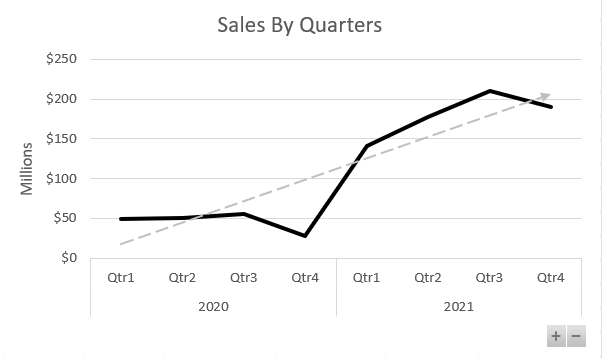 Sales By Quarters
$250
$200
$150
$100
$50
$0
Millions
Qtr1 Qtr2 Qtr3 Qtr4 Qtr1 Qtr2 Qtr3 Qtr4
2020 2021
+ −